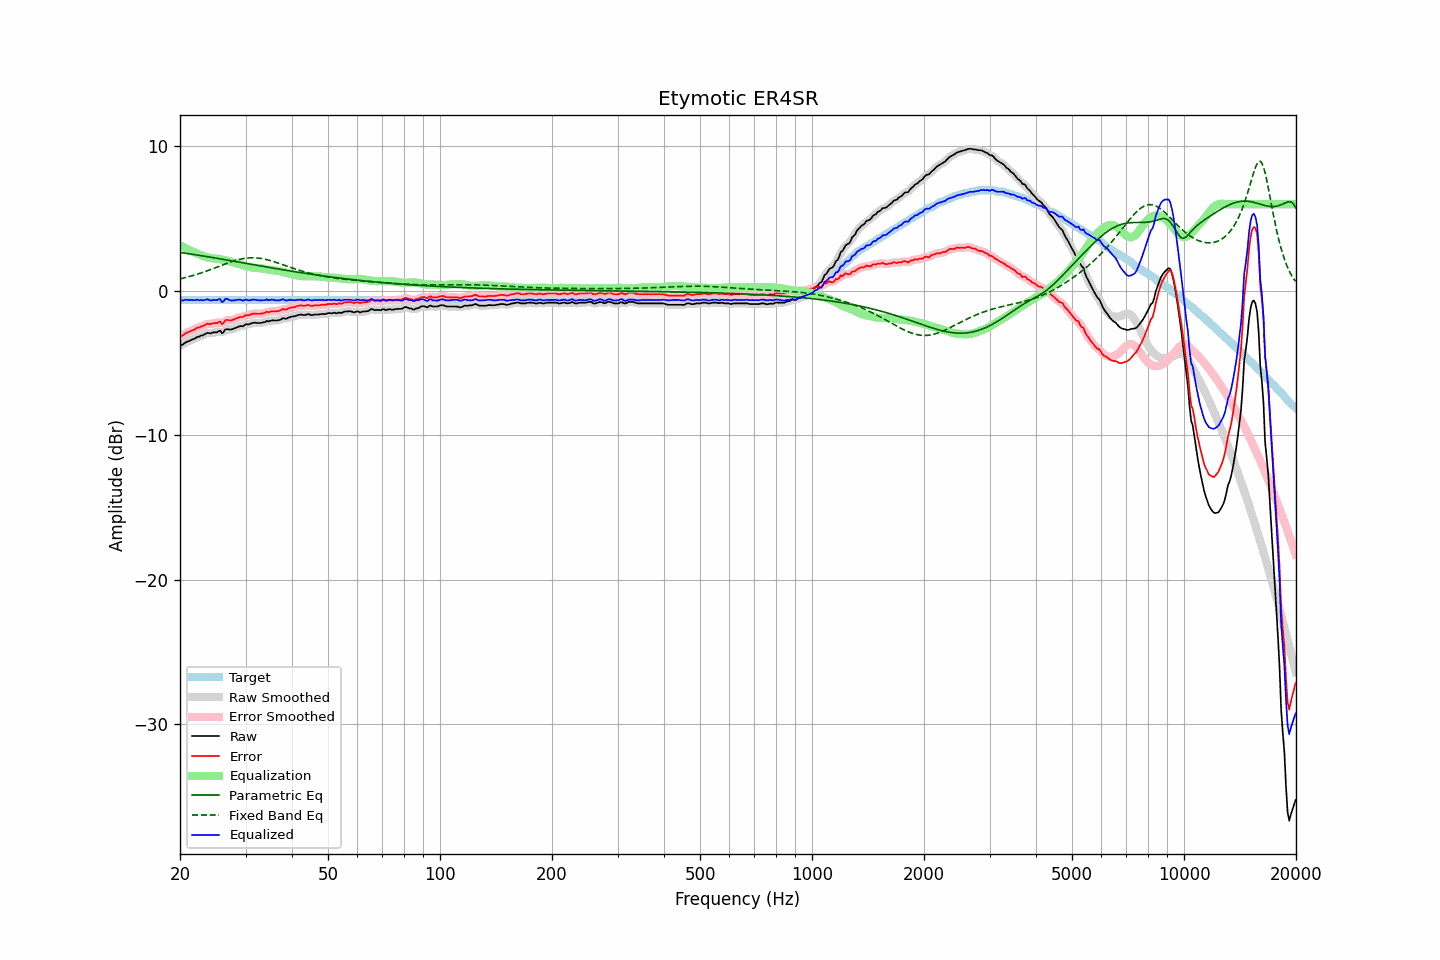 Etymotic ER4SR
Amplitude (dBr)
10
0
−10
−20
−30
Target
Raw Smoothed
Error Smoothed
Raw
Error
Equalization
Parametric Eq
Fixed Band Eq
Equalized
20 50 100 200 500 1000 2000 5000 10000 20000
Frequency (Hz)